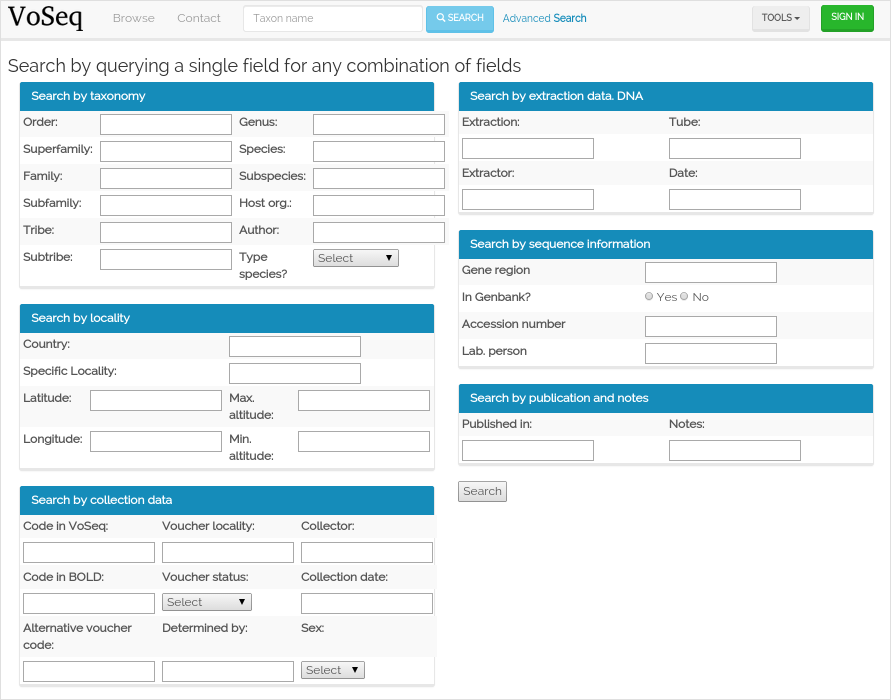 VoSeq Browse Contact Taxon name SEARCH Advanced Search TOOLS SIGN IN
Search by querying a single field for any combination of fields
Search by taxonomy
Order: Genus:
Superfamily: Species:
Family: Subspecies:
Subfamily: Host org.:
Tribe: Author:
Subtribe: Type species? Select
Search by locality
Country:
Specific Locality:
Latitude: Max. altitude:
Longitude: Min. altitude:
Search by collection data
Code in VoSeq: Voucher locality: Collector:
Code in BOLD: Voucher status: Collection date:
Select
Alternative voucher code: Determined by: Sex:
Select
Search by extraction data. DNA
Extraction: Tube:
Extractor: Date:
Search by sequence information
Gene region
In Genbank? Yes No
Accession number
Lab. person
Search by publication and notes
Published in: Notes:
Search